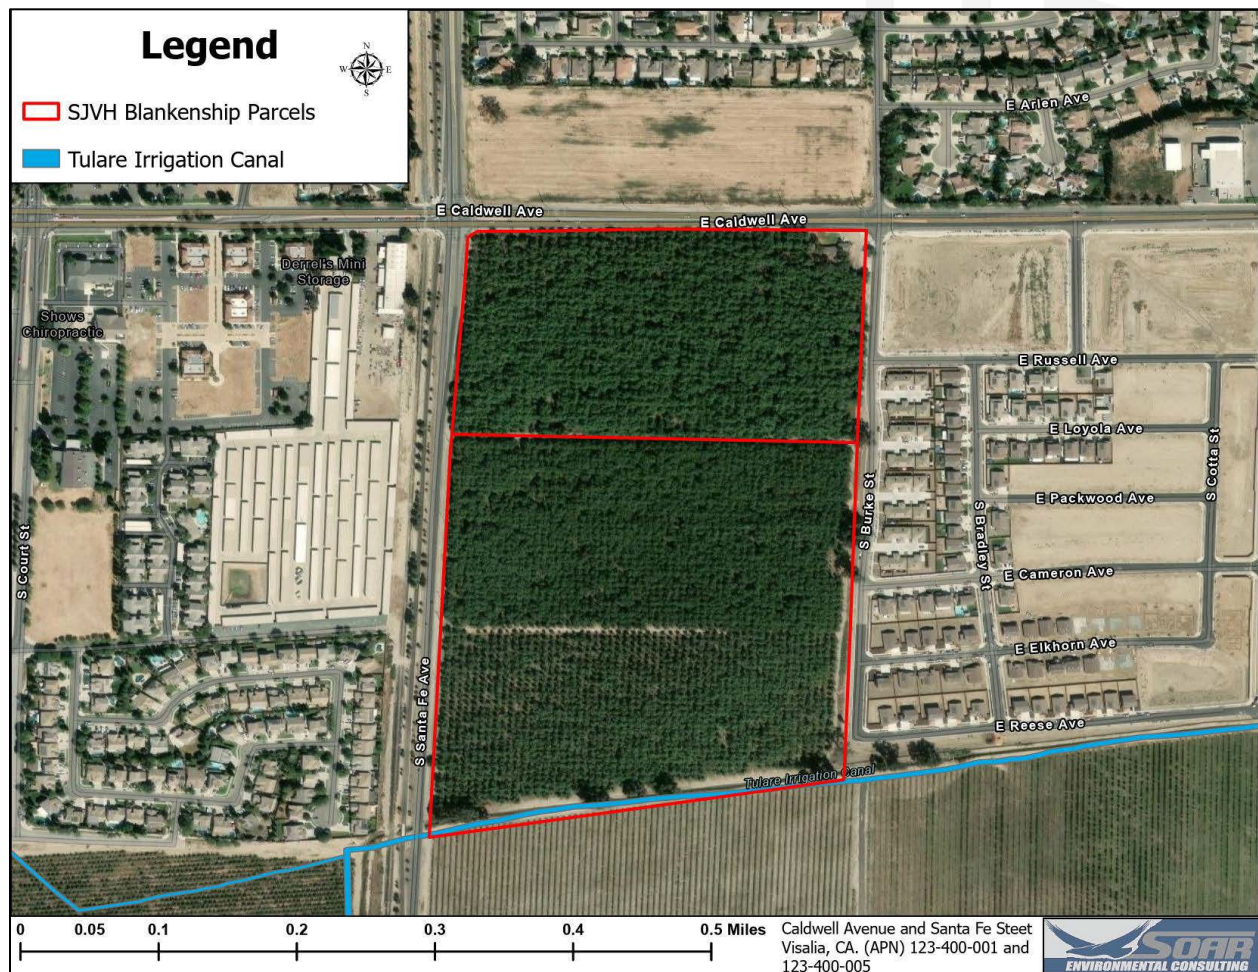 Legend
N
W E
S
SJVH Blankenship Parcels
Tulare Irrigation Canal
E Arlen Ave
E Caldwell Ave
E Caldwell Ave
Derrel's Mini
Storage
Shows
Chiropractic
E Russell Ave
E Loyola Ave
S Cotta St
E Packwood Ave
S Burke St
S Bradley St
S Court St
E Cameron Ave
E Elkhorn Ave
S Santa Fe Ave
E Reese Ave
Tulare Irrigation Canal
0 0.05 0.1 0.2 0.3 0.4 0.5 Miles
Caldwell Avenue and Santa Fe Steet
Visalia, CA. (APN) 123-400-001 and
123-400-005
SOAR
ENVIRONMENTAL CONSULTING